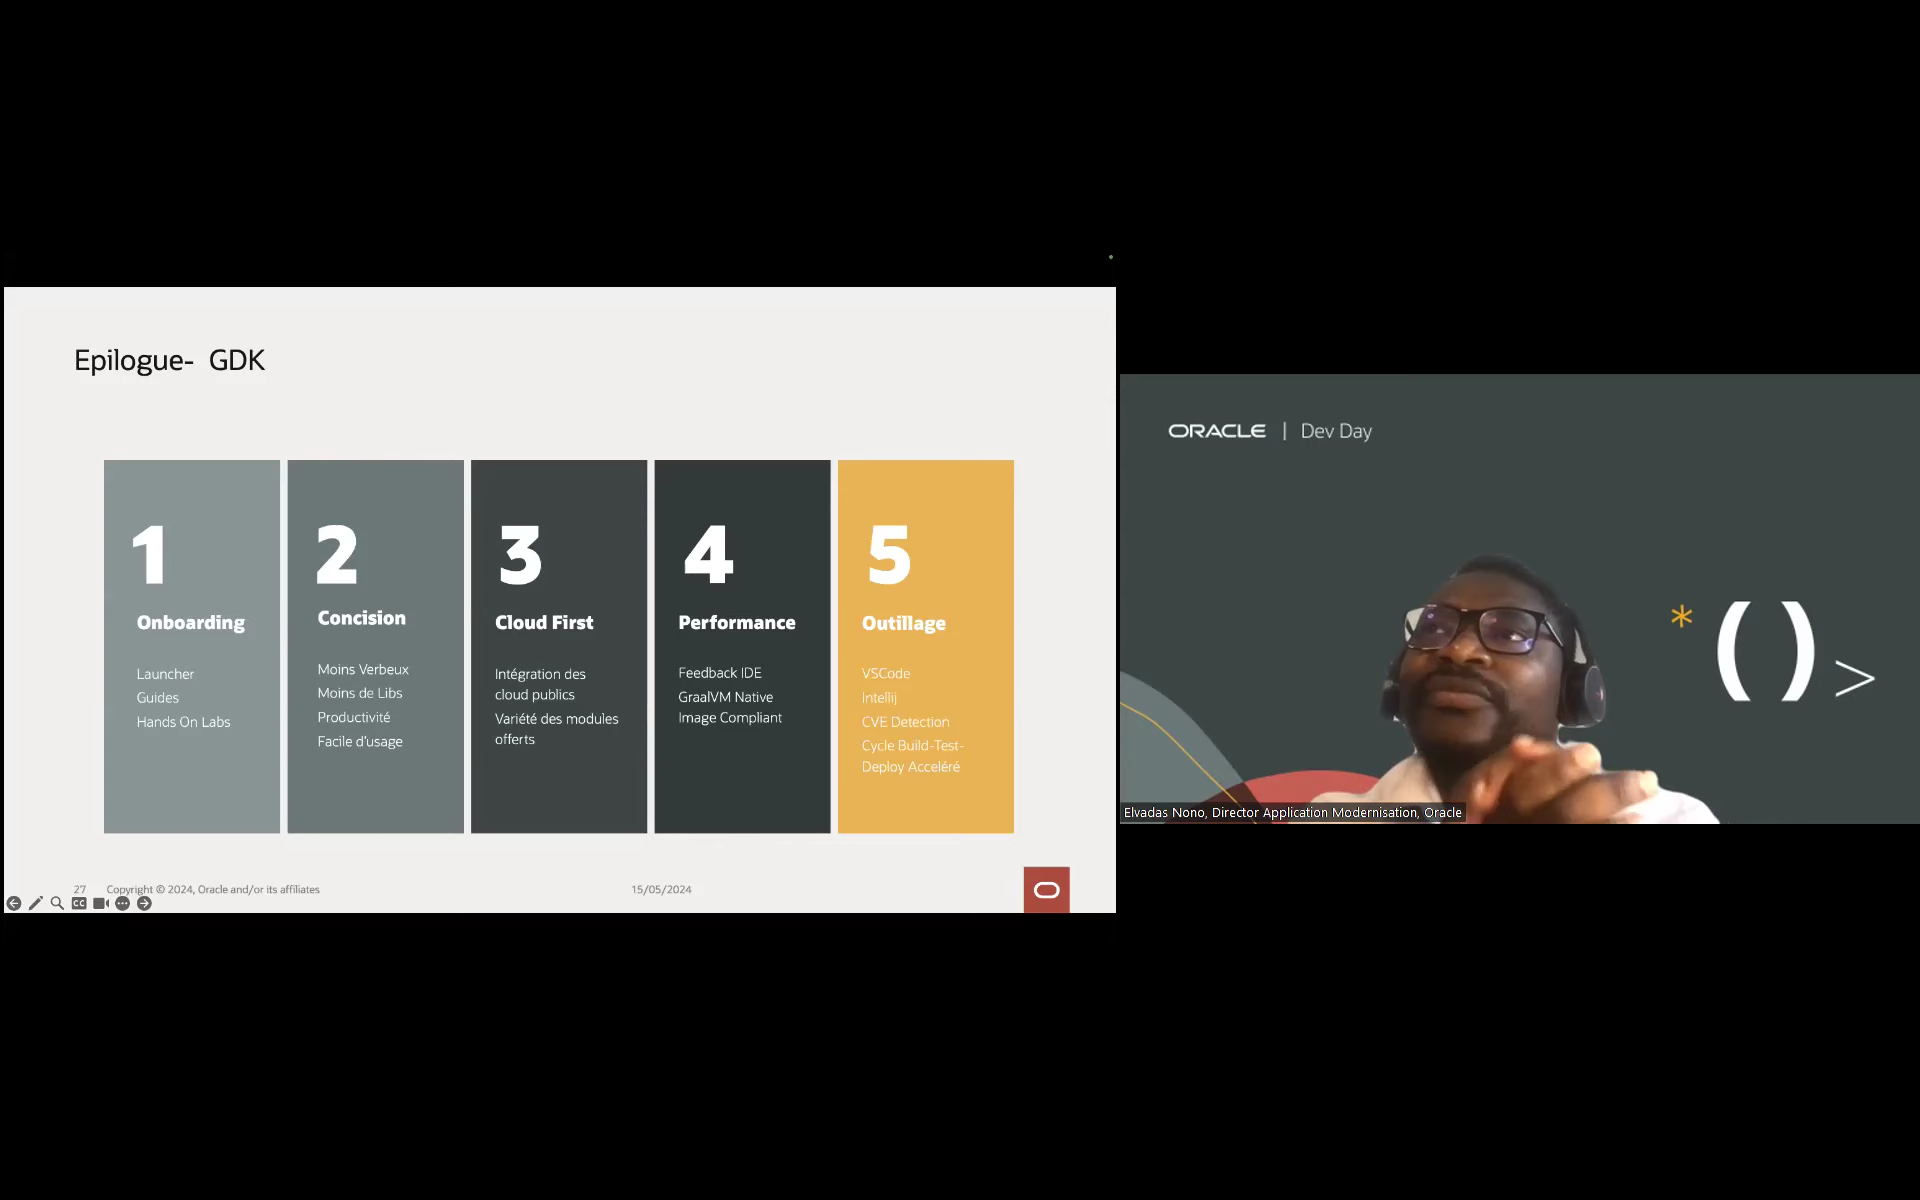 Epilogue- GDK
1
Onboarding
Launcher
Guides
Hands On Labs
2
Concision
Moins Verbeux
Moins de Libs
Productivité
Facile d'usage
3
Cloud First
Intégration des
cloud publics
Variété des modules
offerts
4
Performance
Feedback IDE
GraalVM Native
Image Compliant
5
Outillage
VSCode
Intellij
CVE Detection
Cycle Build-Test-
Deploy Acceléré
27 Copyright © 2024, Oracle and/or its affiliates 15/05/2024
CC
ORACLE | Dev Day
* ( ) >
Elvadas Nono, Director Application Modernisation, Oracle